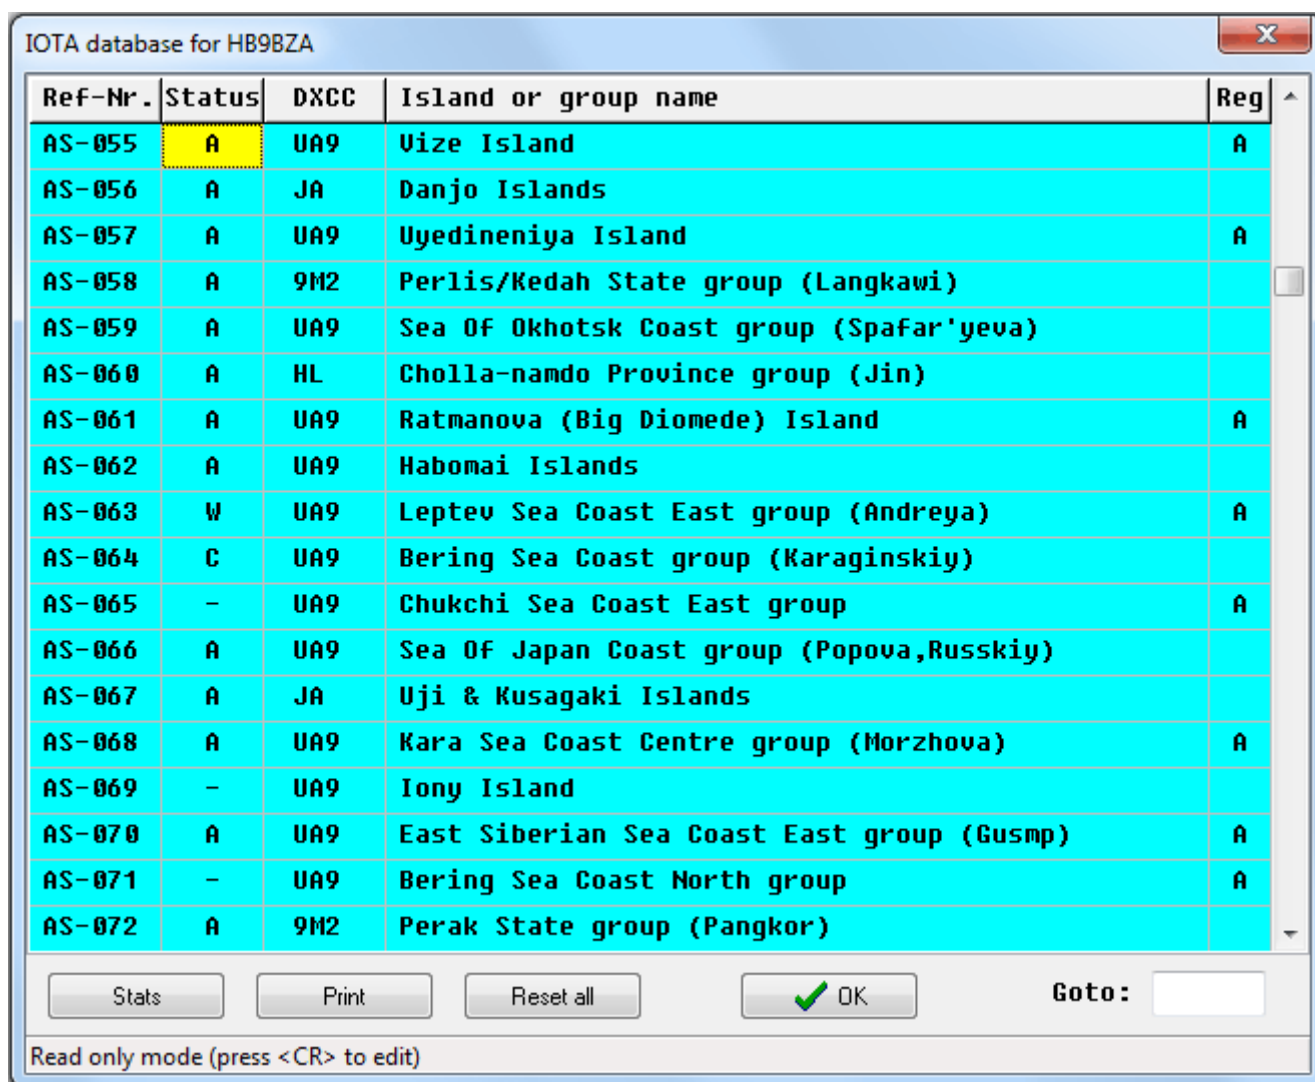 IOTA database for HB9BZA
Ref-Nr. Status DXCC Island or group name Reg
AS-055 A UA9 Vize Island A
AS-056 A JA Danjo Islands
AS-057 A UA9 Uyedineniya Island A
AS-058 A 9M2 Perlis/Kedah State group (Langkawi)
AS-059 A UA9 Sea Of Okhotsk Coast group (Spafar'yeva)
AS-060 A HL Cholla-namdo Province group (Jin)
AS-061 A UA9 Ratmanova (Big Diomede) Island A
AS-062 A UA9 Habomai Islands
AS-063 W UA9 Leptev Sea Coast East group (Andreya) A
AS-064 C UA9 Bering Sea Coast group (Karaginskiy)
AS-065 - UA9 Chukchi Sea Coast East group A
AS-066 A UA9 Sea Of Japan Coast group (Popova,Russkiy)
AS-067 A JA Uji & Kusagaki Islands
AS-068 A UA9 Kara Sea Coast Centre group (Morzhova) A
AS-069 - UA9 Iony Island
AS-070 A UA9 East Siberian Sea Coast East group (Gusmp) A
AS-071 - UA9 Bering Sea Coast North group A
AS-072 A 9M2 Perak State group (Pangkor)
Stats Print Reset all OK Goto:
Read only mode (press <CR> to edit)